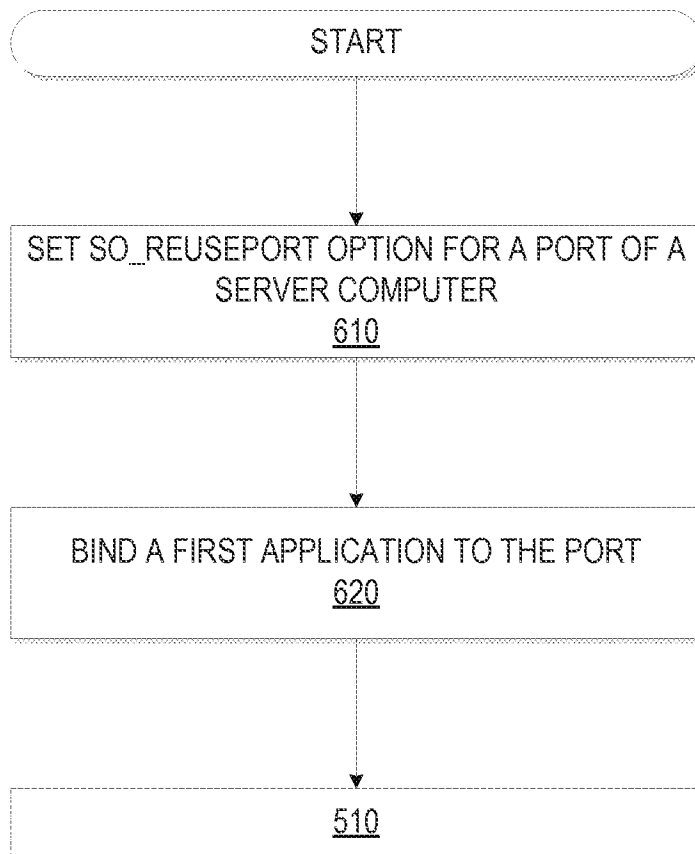 START
SET SO_REUSEPORT OPTION FOR A PORT OF A
SERVER COMPUTER
610
BIND A FIRST APPLICATION TO THE PORT
620
510